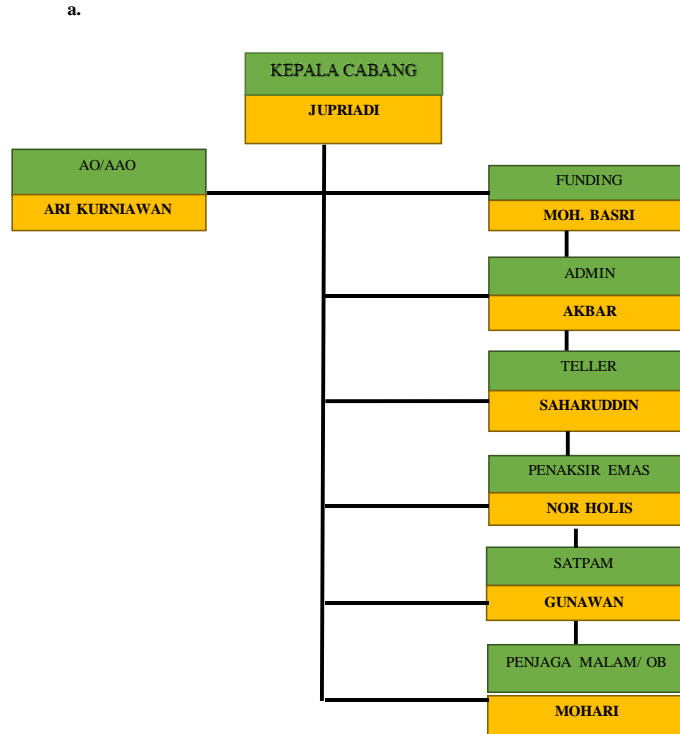 a.
KEPALA CABANG
JUPRIADI
AO/AAO
ARI KURNIAWAN
FUNDING
MOH. BASRI
ADMIN
AKBAR
TELLER
SAHARUDDIN
PENAKSIR EMAS
NOR HOLIS
SATPAM
GUNAWAN
PENJAGA MALAM/ OB
MOHARI